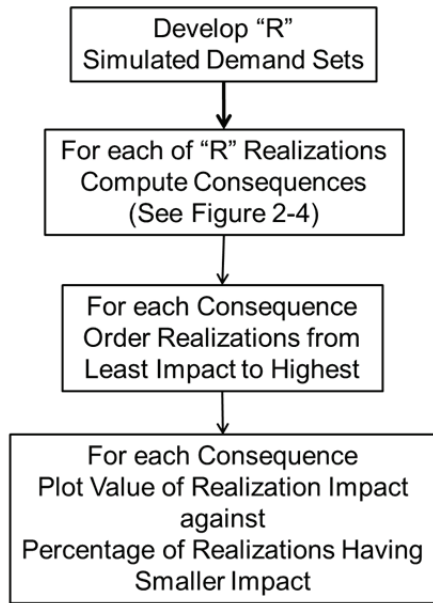 Develop “R”
Simulated Demand Sets
For each of “R” Realizations
Compute Consequences
(See Figure 2-4)
For each Consequence
Order Realizations from
Least Impact to Highest
For each Consequence
Plot Value of Realization Impact
against
Percentage of Realizations Having
Smaller Impact